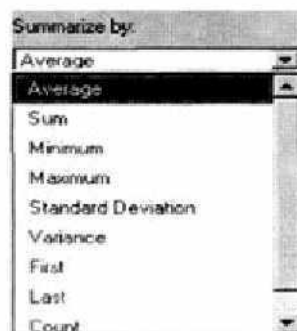 Summarize by:
Average
Average
Sum
Minimum
Maximum
Standard Deviation
Variance
First
Last
Count